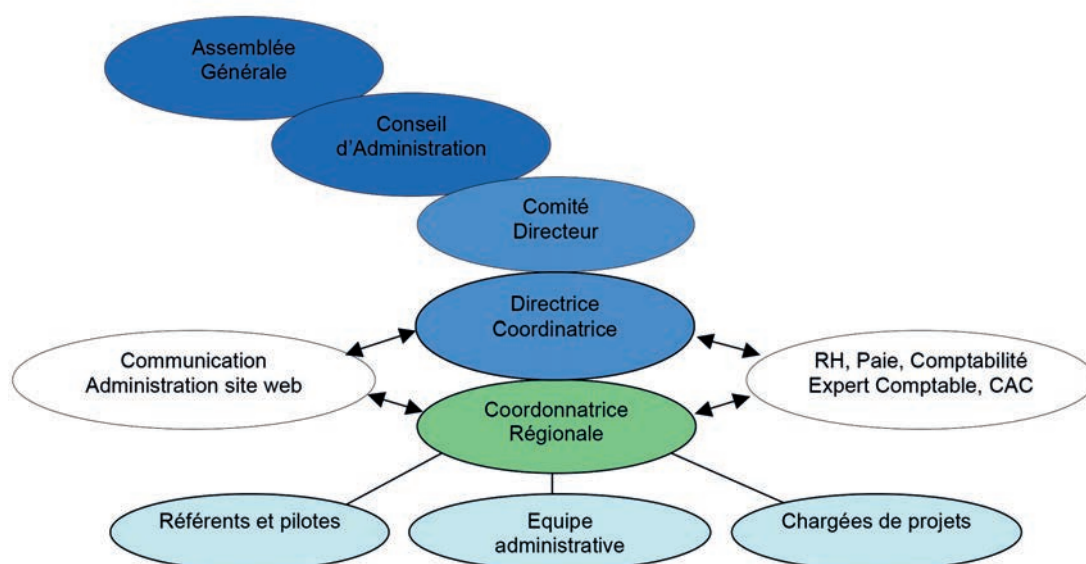 Assemblée
Générale
Conseil
d'Administration
Comité
Directeur
Directrice
Coordinatrice
Communication
Administration site web
RH, Paie, Comptabilité
Expert Comptable, CAC
Coordonnatrice
Régionale
Référents et pilotes
Equipe
administrative
Chargées de projets